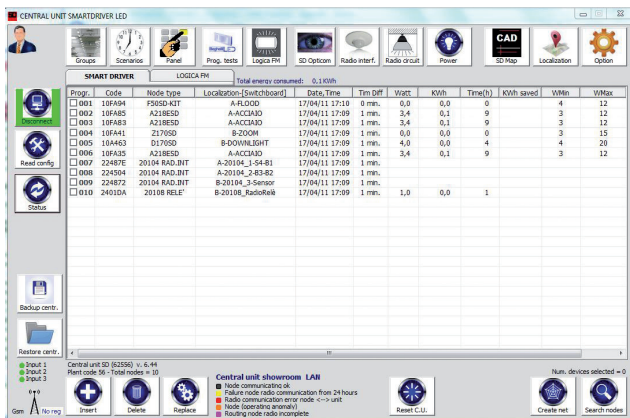 CENTRAL UNIT SMARTDRIVER LED
Groups Scenarios Panel Prog. tests Logica FM SD Opticom Radio interf. Radio circuit Power CAD SD Map Localization Option
SMART DRIVER LOGICA FM Total energy consumed: 0,1 KWh
Progr. Code Node type Localization-[Switchboard] Date,Time Tim Diff Watt KWh Time(h) KWh saved WMin WMax
001 10FA94 F50SD-KIT A-FLOOD 17/04/11 17:10 0 min. 0,0 0,0 0 4 12
002 10FA85 A218ESD A-ACCIAIO 17/04/11 17:09 1 min. 3,4 0,1 9 3 12
003 10FA83 A218ESD A-ACCIAIO 17/04/11 17:09 1 min. 3,4 0,1 9 3 12
004 10FA41 Z170SD B-ZOOM 17/04/11 17:09 1 min. 0,0 0,0 0 3 15
005 10A463 D170SD B-DOWNLIGHT 17/04/11 17:09 1 min. 4,0 0,0 4 4 20
006 10FA35 A218ESD A-ACCIAIO 17/04/11 17:09 1 min. 3,4 0,1 9 3 12
007 22487E 20104 RAD.INT A-20104_1-S4-B1 17/04/11 17:09 1 min.
008 224504 20104 RAD.INT A-20104_2-B3-B2 17/04/11 17:09 1 min.
009 224872 20104 RAD.INT B-20104_3-Sensor 17/04/11 17:09 1 min.
010 2401DA 20108 RELE' B-20108_RadioRelè 17/04/11 17:09 1 min. 1,0 0,0 1
Disconnect
Read config
Status
Backup centr.
Restore centr.
Input 1
Input 2
Input 3
Gsm No reg
Central unit SD (62556) v. 6.44
Plant code 56 - Total nodes = 10
Num. devices selected = 0
Central unit showroom LAN
Node communicating ok
Failure node radio communication from 24 hours
Radio communication error node <--> unit
Node (operating anomaly)
Routing node radio incomplete
Insert Delete Replace Reset C.U. Create net Search nodes